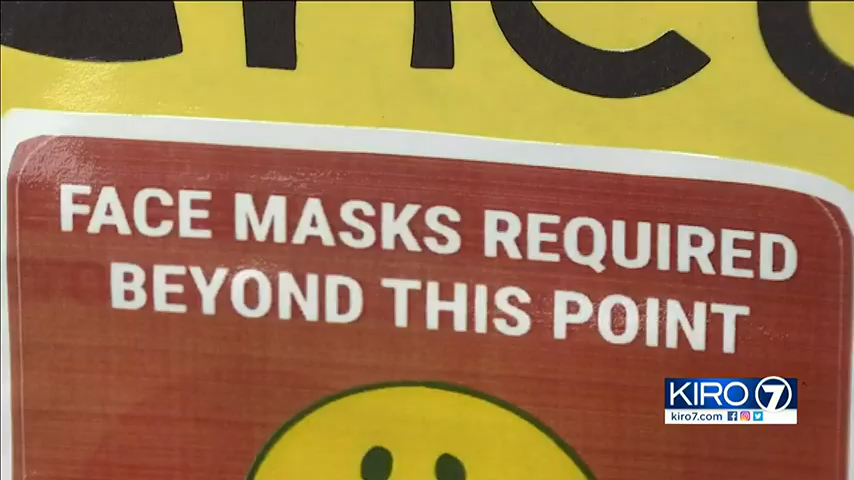 FACE MASKS REQUIRED
BEYOND THIS POINT
KIRO 7
kiro7.com